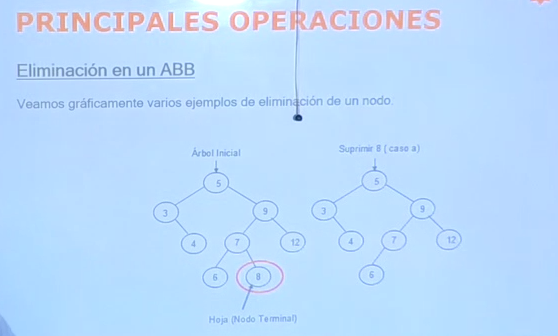 PRINCIPALES OPERACIONES
Eliminación en un ABB
Veamos gráficamente varios ejemplos de eliminación de un nodo.
Árbol Inicial
Suprimir 8 ( caso a)
5
3
9
4
7
12
6
8
Hoja (Nodo Terminal)
5
3
9
4
7
12
6